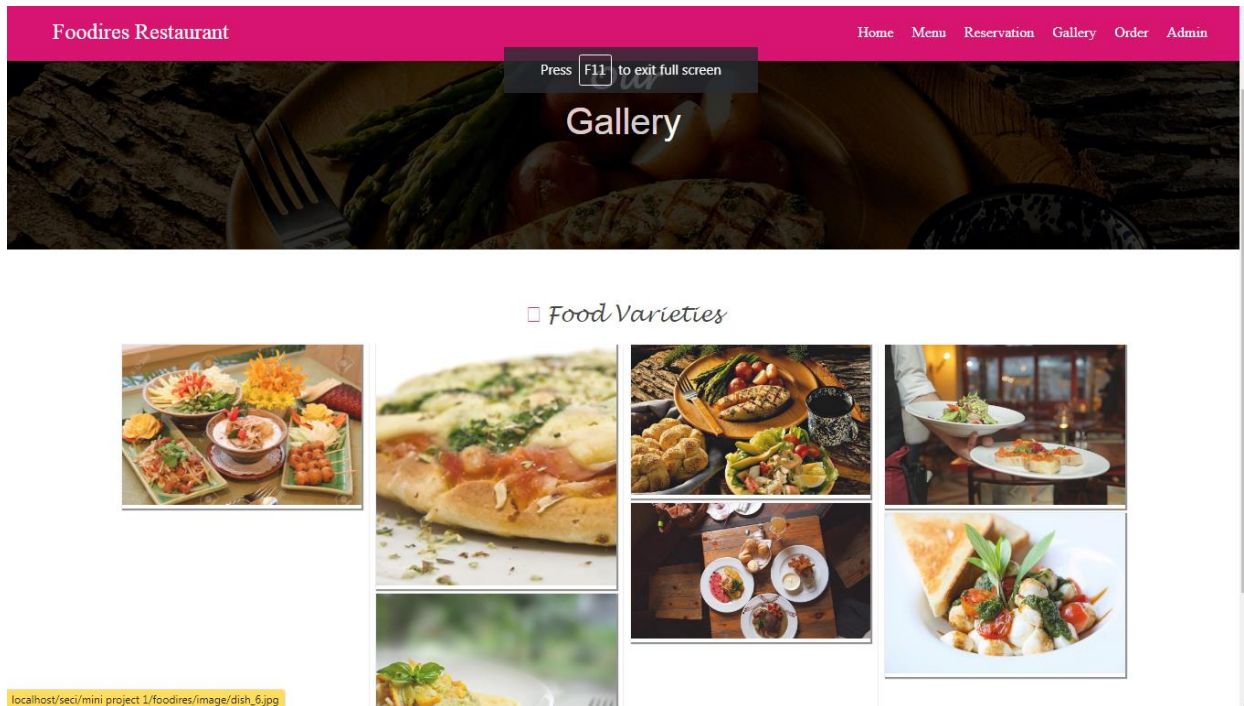 Foodires Restaurant
Home Menu Reservation Gallery Order Admin
Press F11 to exit full screen
Our
Gallery
Food Varieties
localhost/seci/mini project 1/foodires/image/dish_6.jpg